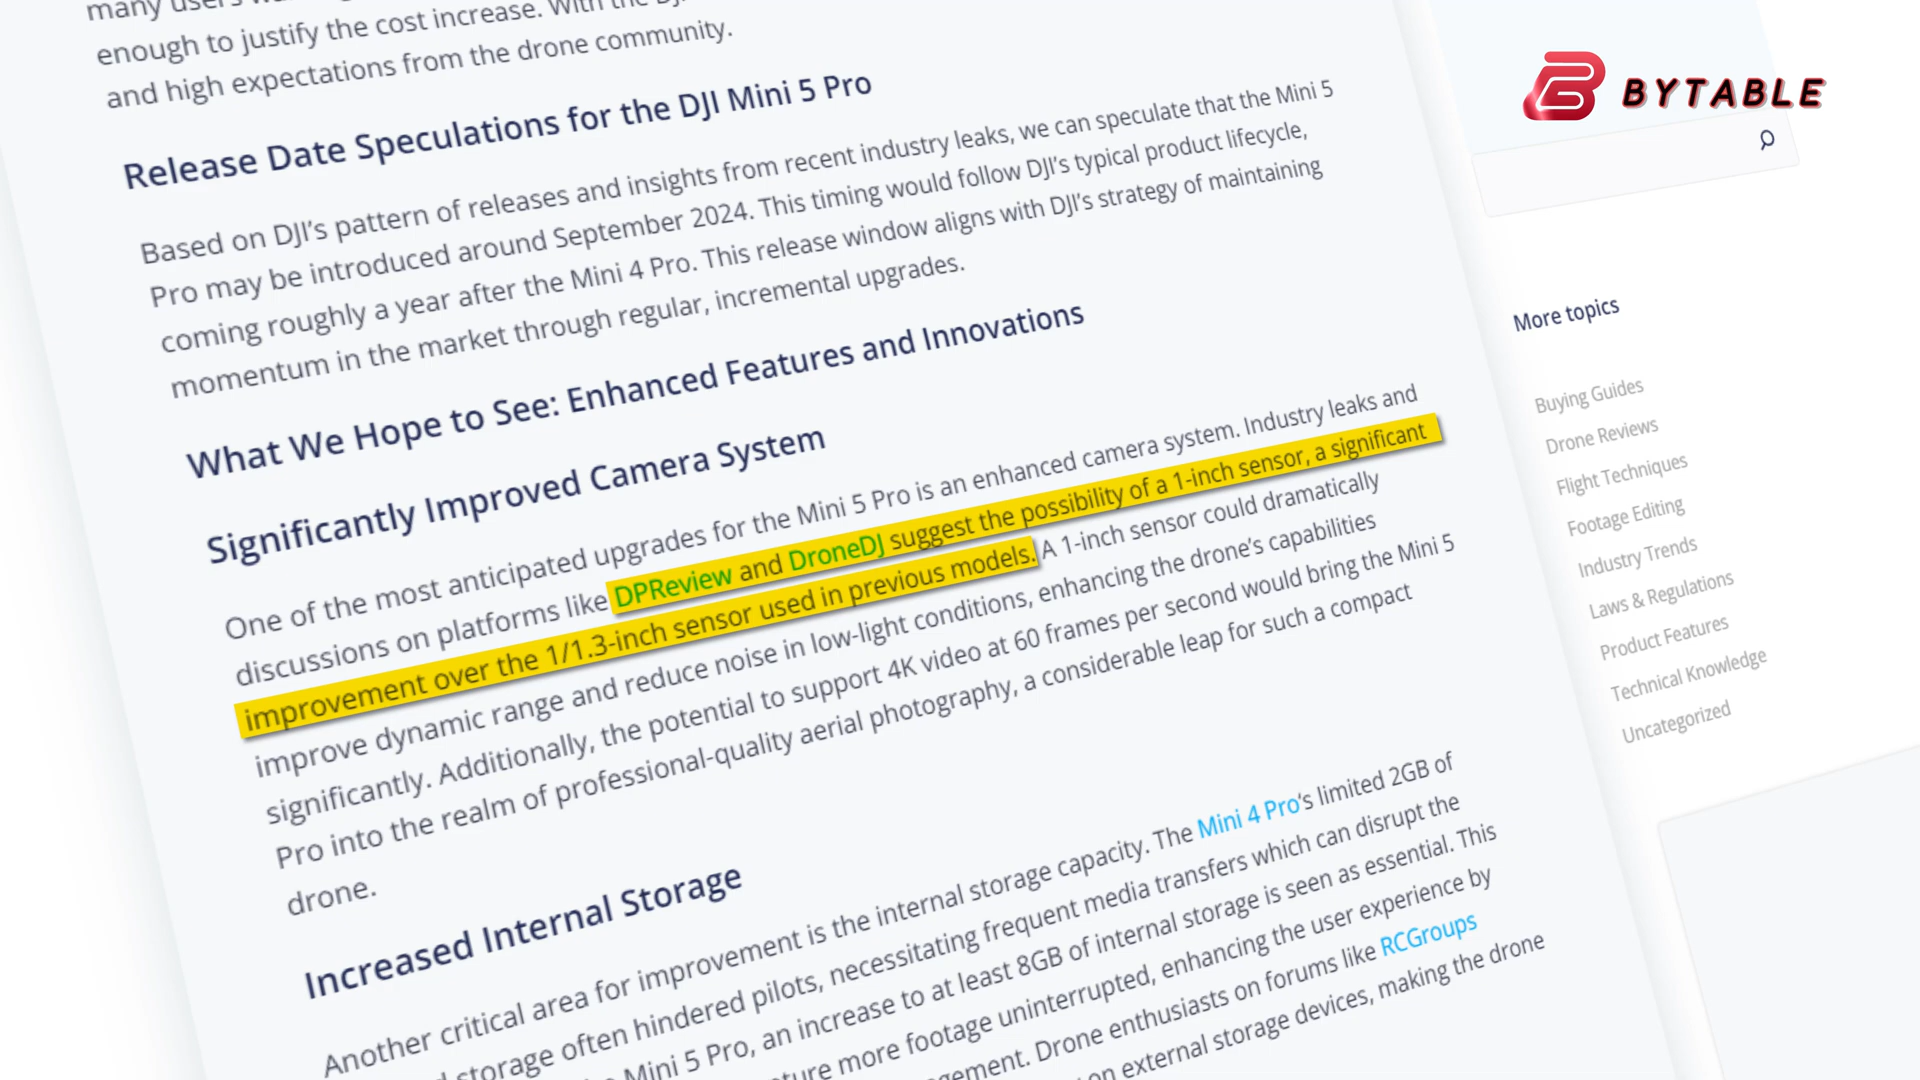 many users
enough to justify the cost increase. With the
and high expectations from the drone community.
Release Date Speculations for the DJI Mini 5 Pro
Based on DJI's pattern of releases and insights from recent industry leaks, we can speculate that the Mini 5
Pro may be introduced around September 2024. This timing would follow DJI's typical product lifecycle,
coming roughly a year after the Mini 4 Pro. This release window aligns with DJI's strategy of maintaining
momentum in the market through regular, incremental upgrades.
What We Hope to See: Enhanced Features and Innovations
Significantly Improved Camera System
One of the most anticipated upgrades for the Mini 5 Pro is an enhanced camera system. Industry leaks and
discussions on platforms like DPReview and DroneDJ suggest the possibility of a 1-inch sensor, a significant
improvement over the 1/1.3-inch sensor used in previous models. A 1-inch sensor could dramatically
improve dynamic range and reduce noise in low-light conditions, enhancing the drone's capabilities
significantly. Additionally, the potential to support 4K video at 60 frames per second would bring the Mini 5
Pro into the realm of professional-quality aerial photography, a considerable leap for such a compact
drone.
Increased Internal Storage
Another critical area for improvement is the internal storage capacity. The Mini 4 Pro's limited 2GB of
storage often hindered pilots, necessitating frequent media transfers which can disrupt the
Mini 5 Pro, an increase to at least 8GB of internal storage is seen as essential. This
more footage uninterrupted, enhancing the user experience by
Drone enthusiasts on forums like RCGroups
on external storage devices, making the drone
BYTABLE
More topics
Buying Guides
Drone Reviews
Flight Techniques
Footage Editing
Industry Trends
Laws & Regulations
Product Features
Technical Knowledge
Uncategorized